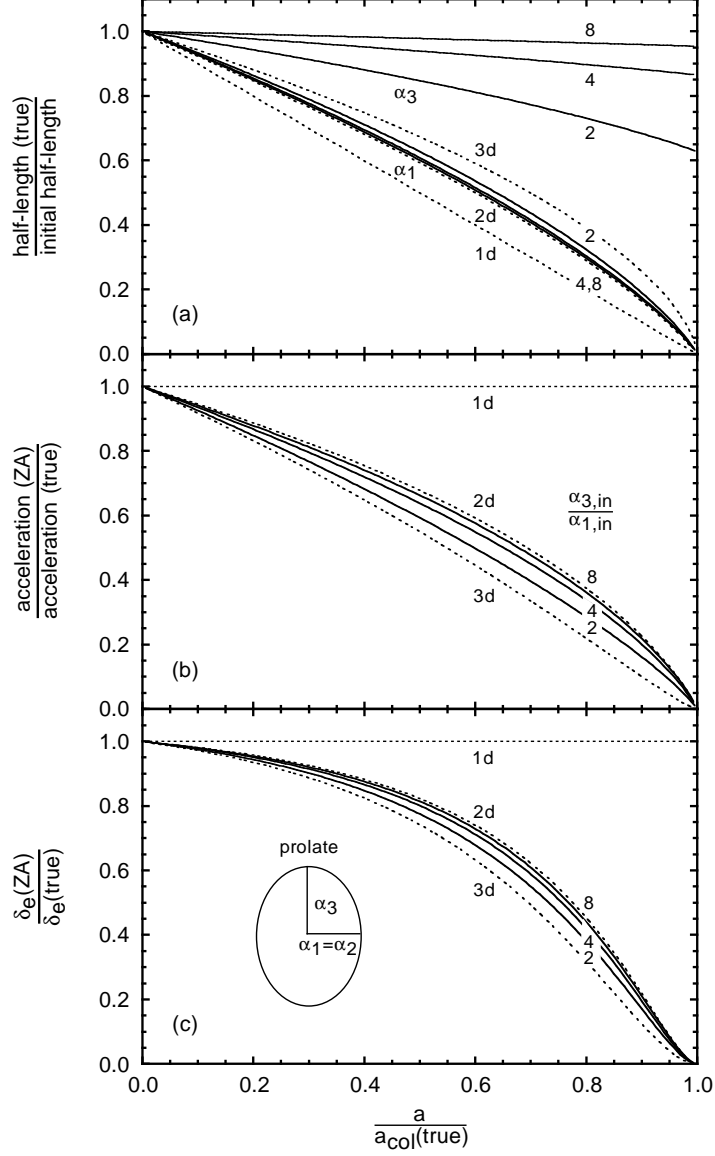 half-length (true)
initial half-length
1.0
0.8
0.6
0.4
0.2
0.0
8
4
α3
2
3d
α1
2d
2
1d
4,8
(a)
acceleration (ZA)
acceleration (true)
1.0
0.8
0.6
0.4
0.2
0.0
1d
α3,in
α1,in
2d
8
4
3d
2
(b)
δe(ZA)
δe(true)
1.0
0.8
0.6
0.4
0.2
0.0
1d
2d
prolate
3d
8
α3
4
α1=α2
2
(c)
0.0 0.2 0.4 0.6 0.8 1.0
a
acol(true)